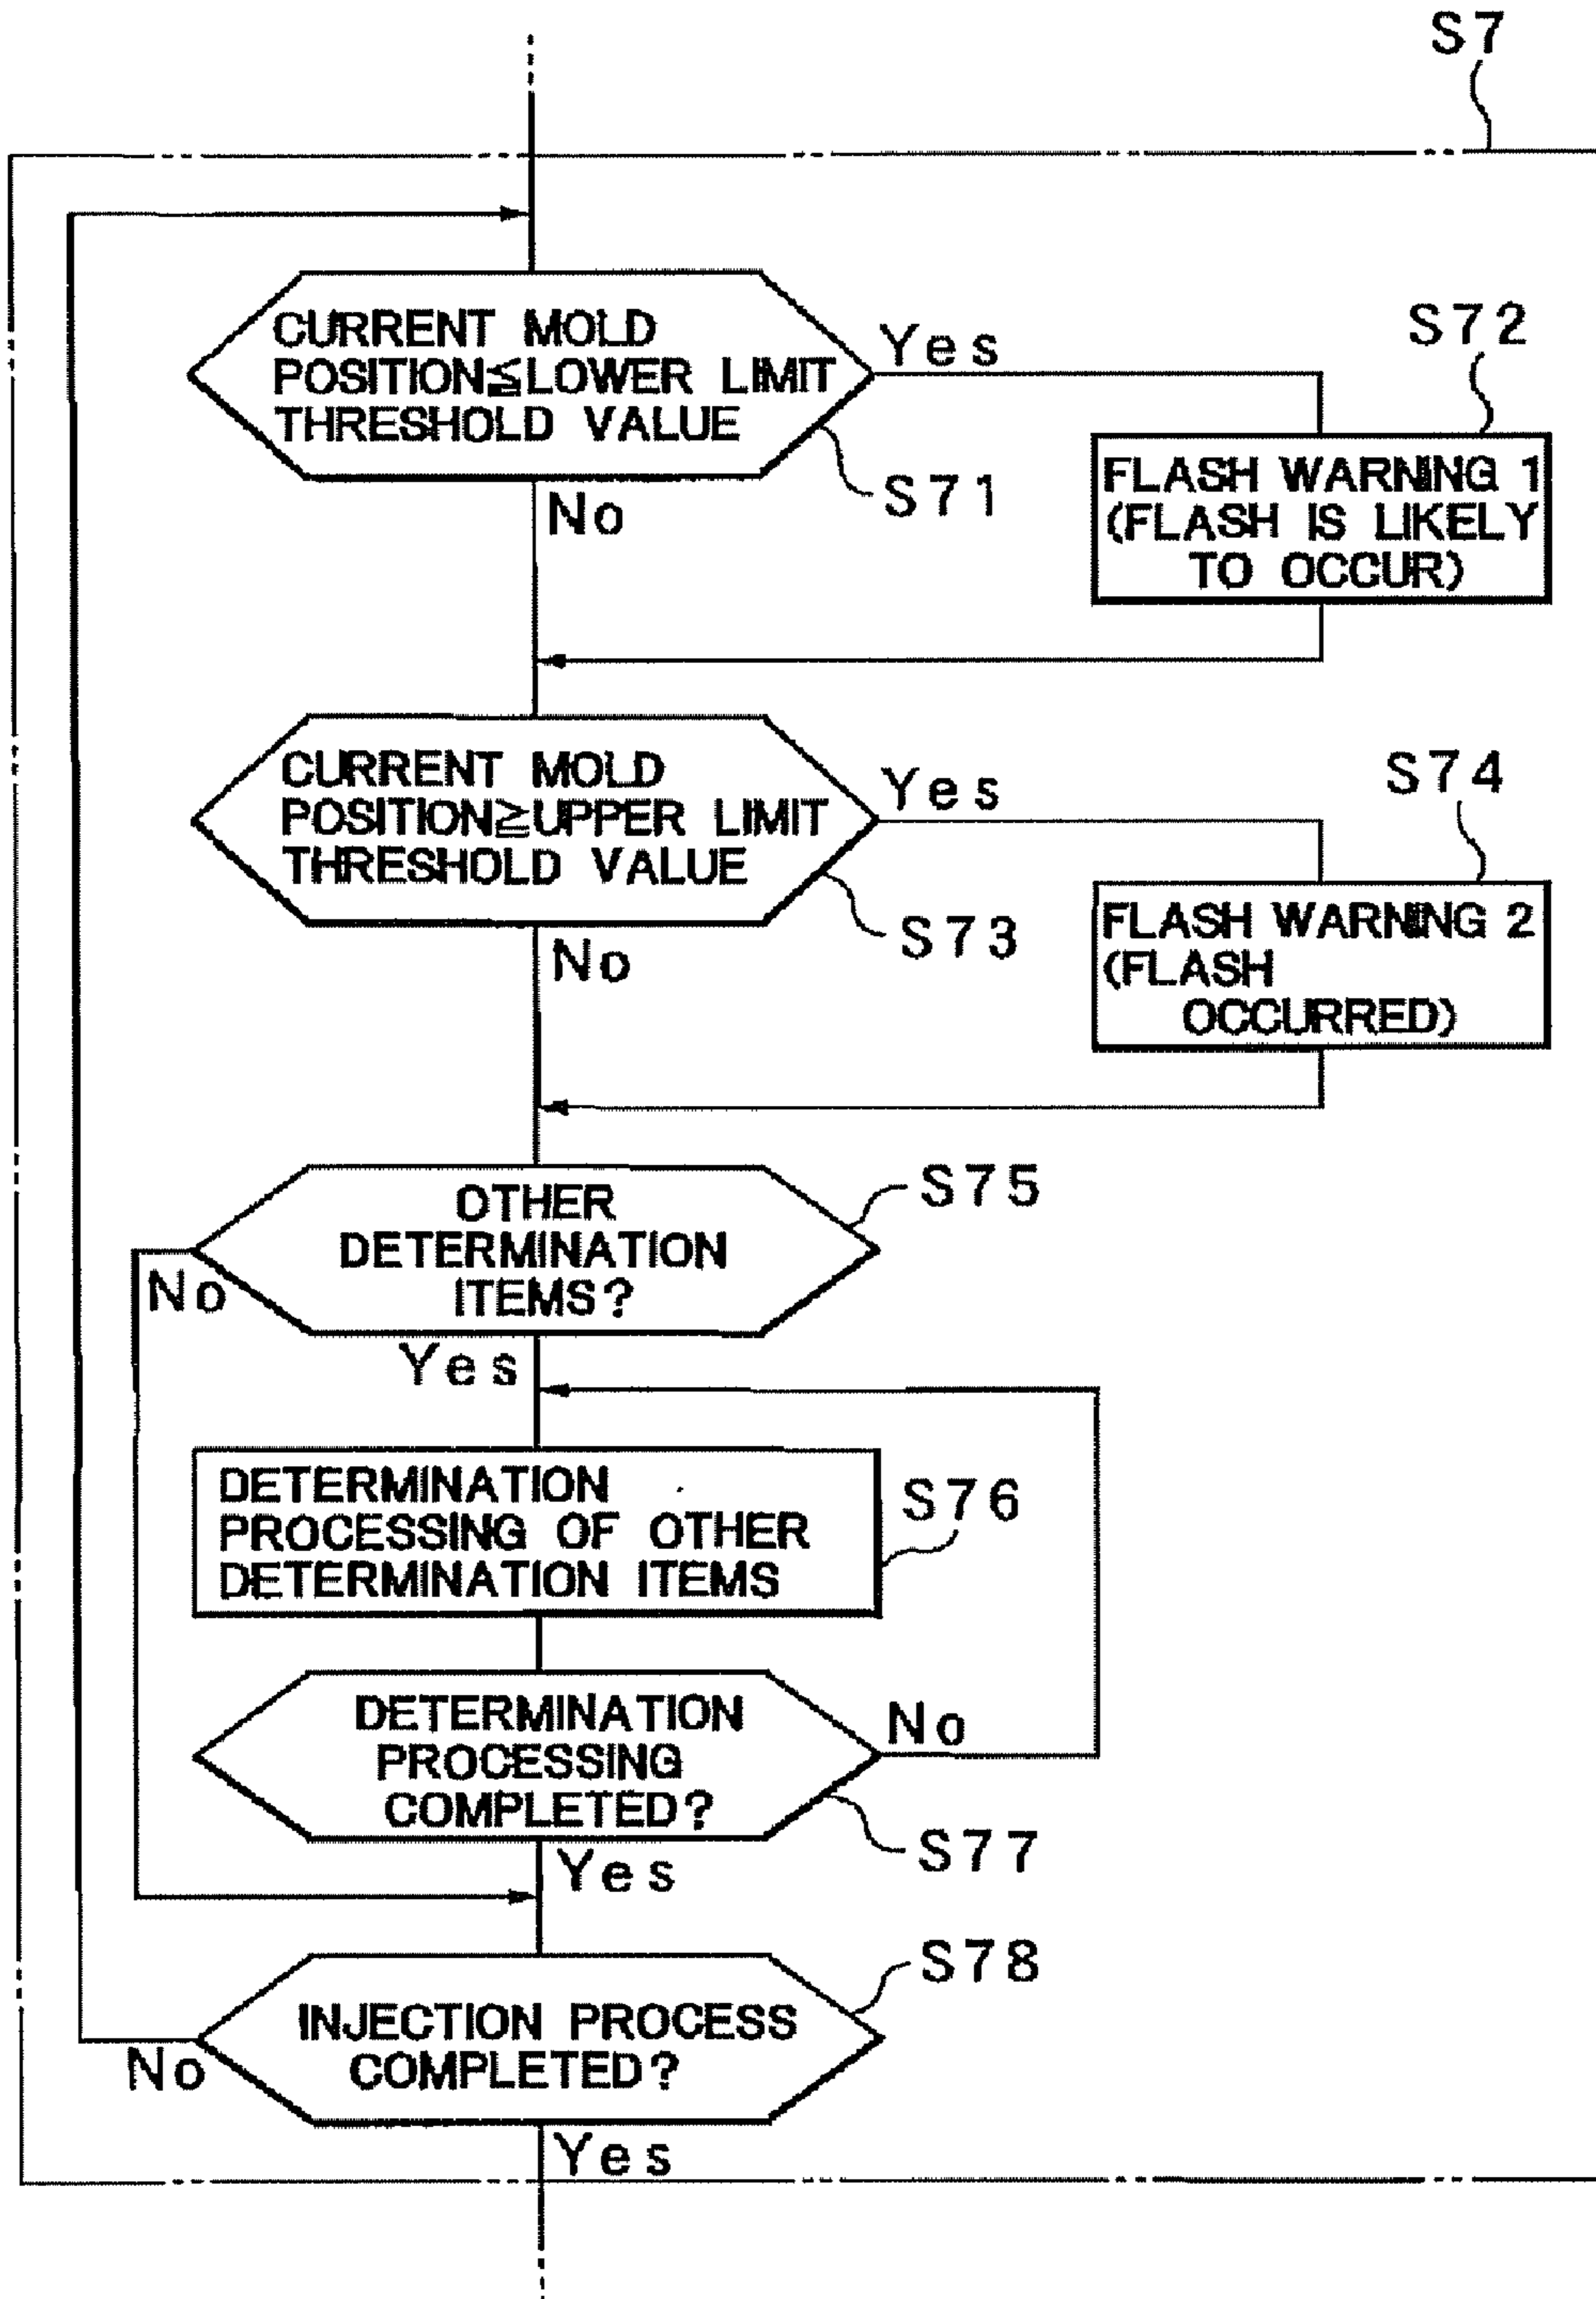 S7
CURRENT MOLD
POSITION≦LOWER LIMIT
THRESHOLD VALUE
Yes
S71
No
S72
FLASH WARNING 1
(FLASH IS LIKELY
TO OCCUR)
CURRENT MOLD
POSITION≧UPPER LIMIT
THRESHOLD VALUE
Yes
S73
No
S74
FLASH WARNING 2
(FLASH
OCCURRED)
S75
OTHER
DETERMINATION
ITEMS?
No
Yes
DETERMINATION
PROCESSING OF OTHER
DETERMINATION ITEMS
S76
DETERMINATION
PROCESSING
COMPLETED?
No
S77
Yes
S78
INJECTION PROCESS
COMPLETED?
No
Yes